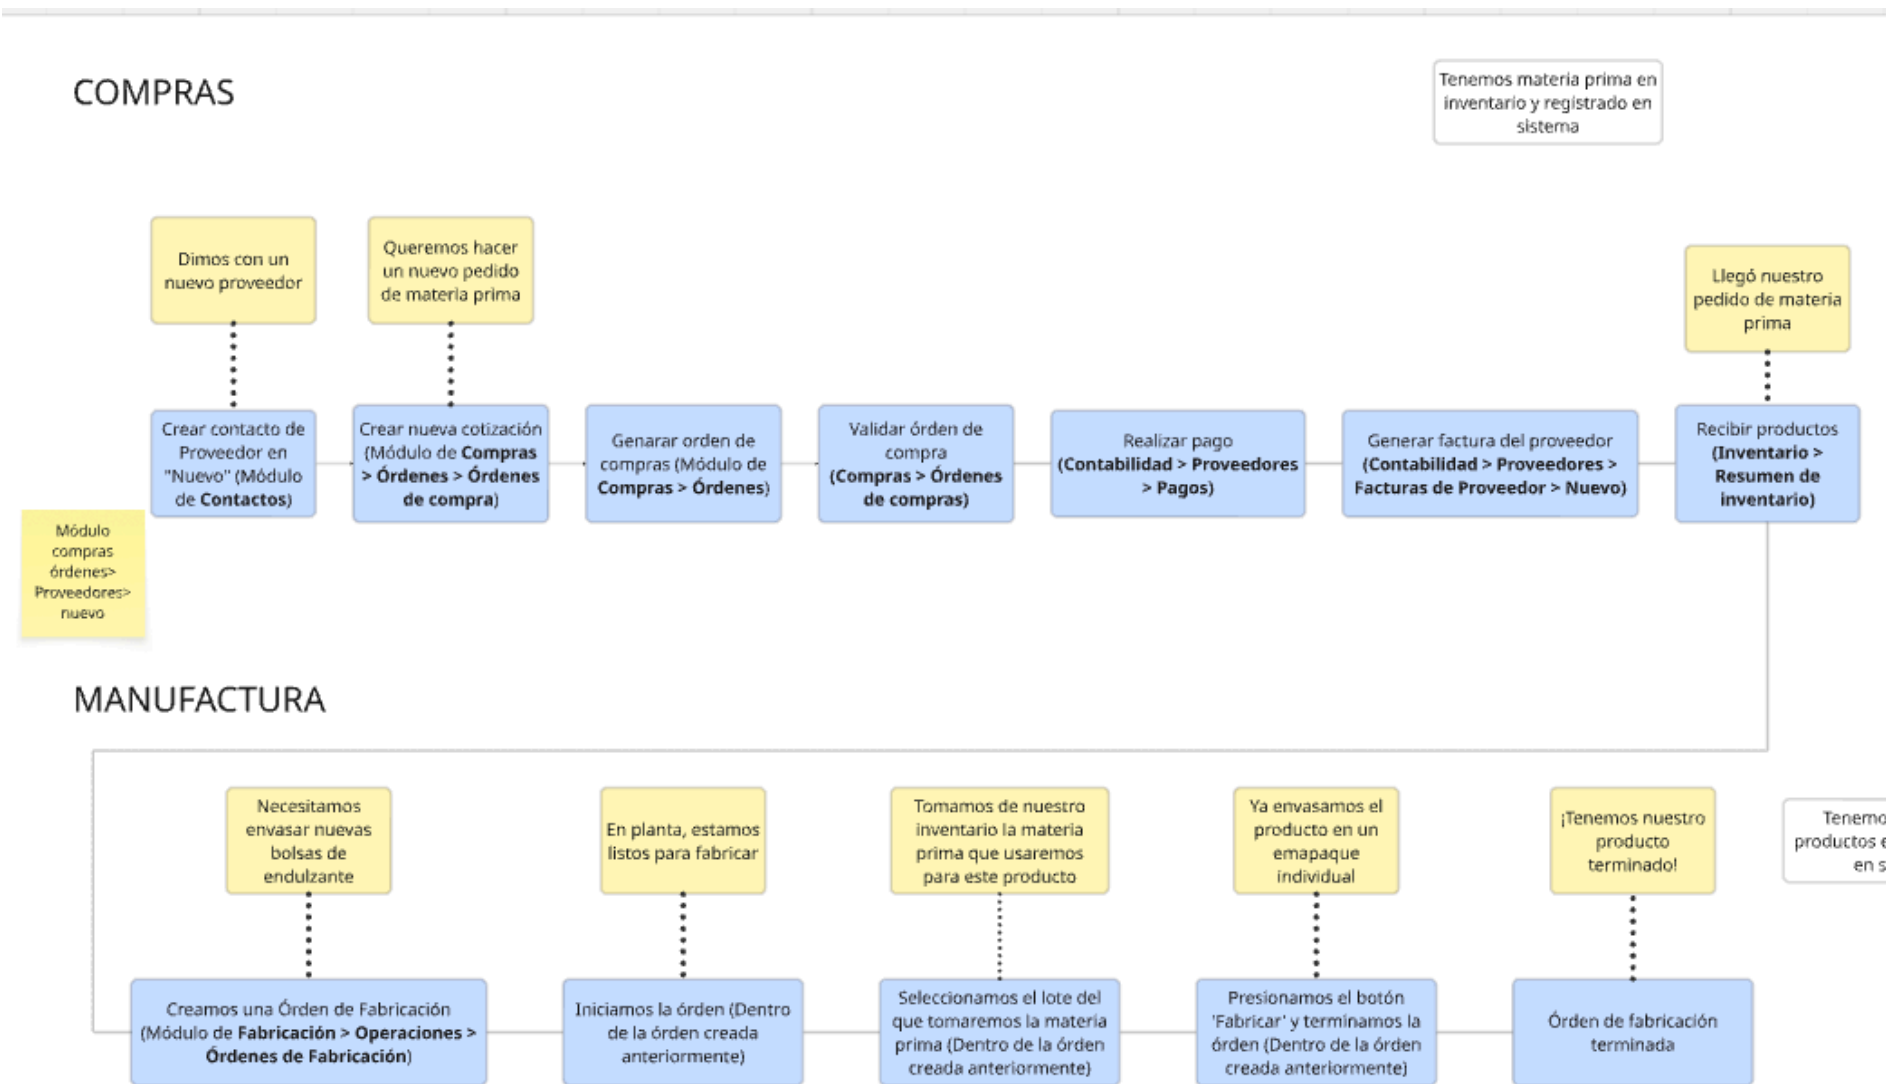 COMPRAS
Tenemos materia prima en
inventario y registrado en
sistema
Dimos con un
nuevo proveedor
Queremos hacer
un nuevo pedido
de materia prima
Llegó nuestro
pedido de materia
prima
Crear contacto de
Proveedor en
"Nuevo" (Módulo
de Contactos)
Crear nueva cotización
(Módulo de Compras
> Órdenes > Órdenes
de compra)
Genarar orden de
compras (Módulo de
Compras > Órdenes)
Validar órden de
compra
(Compras > Órdenes
de compras)
Realizar pago
(Contabilidad > Proveedores
> Pagos)
Generar factura del proveedor
(Contabilidad > Proveedores >
Facturas de Proveedor > Nuevo)
Recibir productos
(Inventario >
Resumen de
inventario)
Módulo
compras
órdenes>
Proveedores>
nuevo
MANUFACTURA
Necesitamos
envasar nuevas
bolsas de
endulzante
En planta, estamos
listos para fabricar
Tomamos de nuestro
inventario la materia
prima que usaremos
para este producto
Ya envasamos el
producto en un
emapaque
individual
¡Tenemos nuestro
producto
terminado!
Tenemo
productos e
en s
Creamos una Órden de Fabricación
(Módulo de Fabricación > Operaciones >
Órdenes de Fabricación)
Iniciamos la órden (Dentro
de la órden creada
anteriormente)
Seleccionamos el lote del
que tomaremos la materia
prima (Dentro de la órden
creada anteriormente)
Presionamos el botón
'Fabricar' y terminamos la
órden (Dentro de la órden
creada anteriormente)
Órden de fabricación
terminada